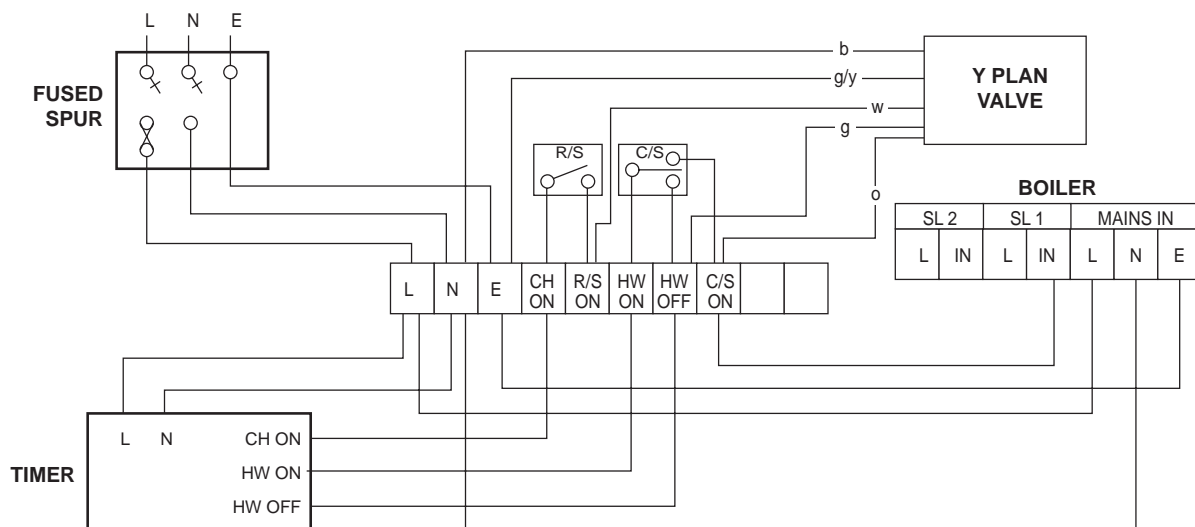 L N E
FUSED
SPUR
b
g/y
w
g
o
Y PLAN
VALVE
R/S
C/S
BOILER
SL 2 SL 1 MAINS IN
L IN L IN L N E
L N E CH ON R/S ON HW ON HW OFF C/S ON
TIMER
L N CH ON
HW ON
HW OFF